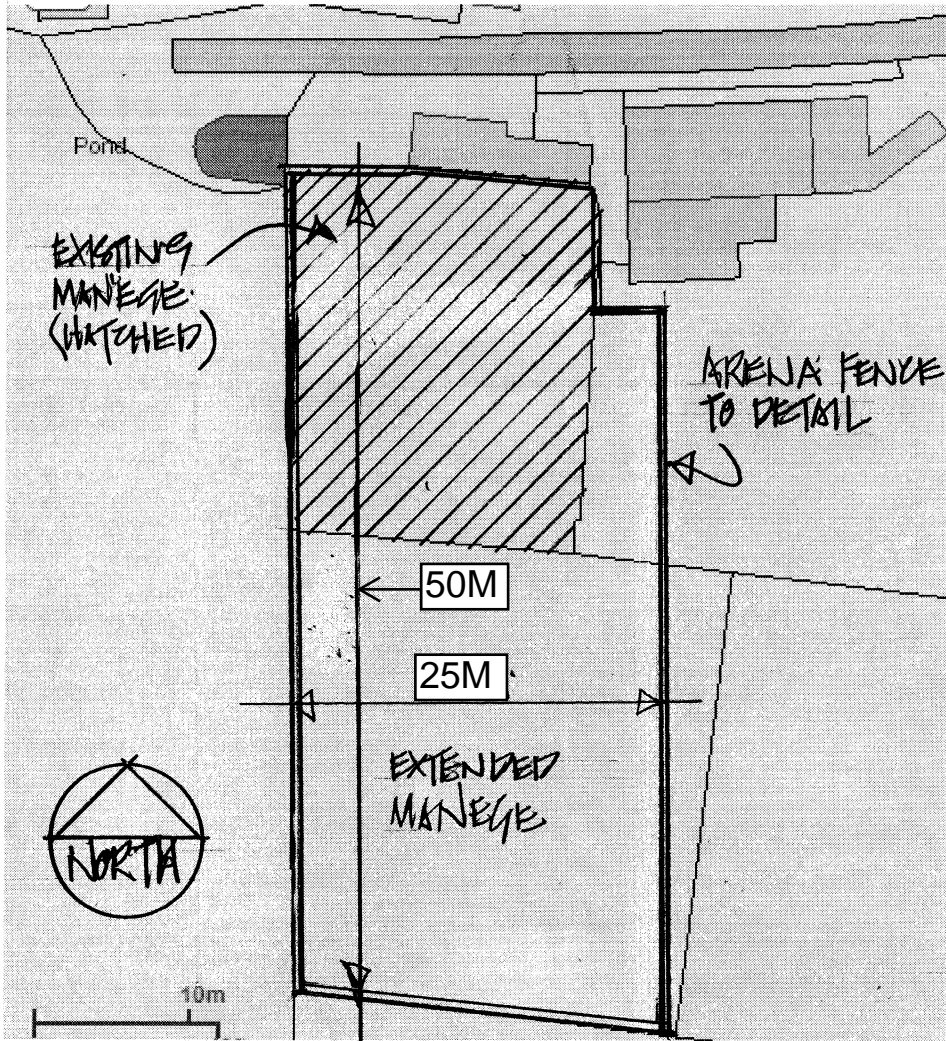 Pond
EXISTING
MANEGE.
(HATCHED)
ARENA FENCE
TO DETAIL
50M
25M
EXTENDED
MANEGE
NORTH
10m